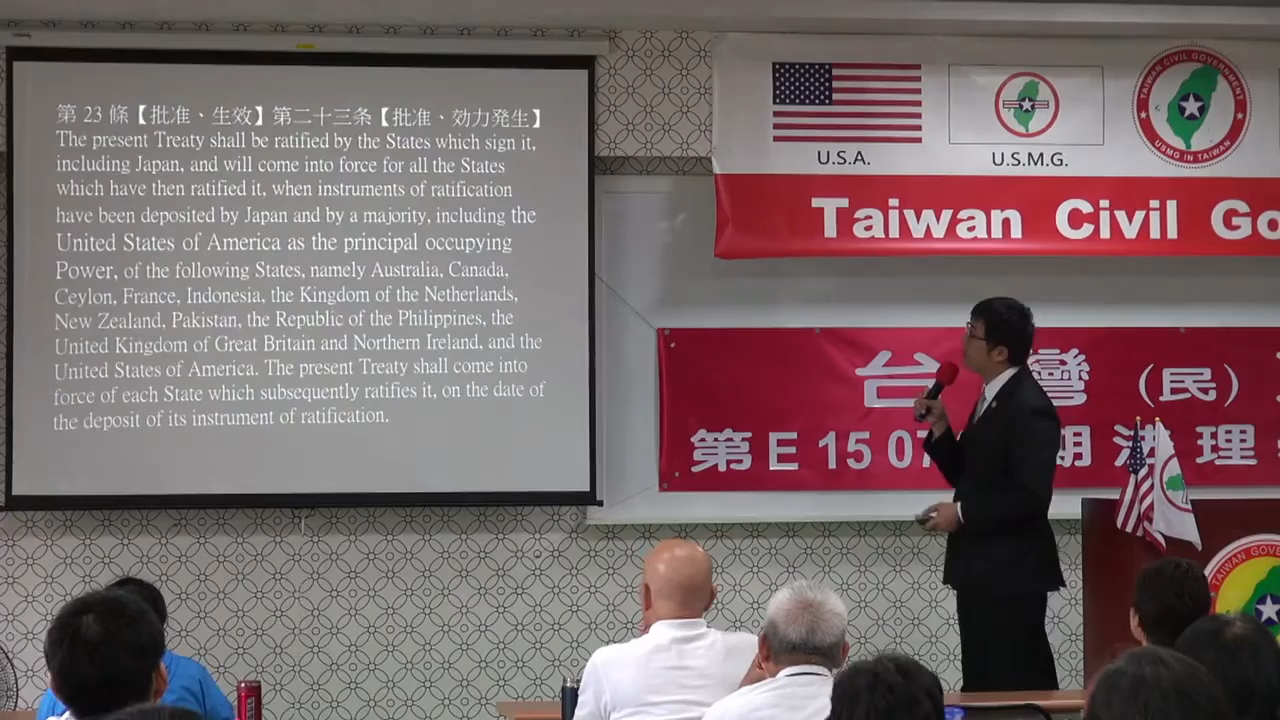 第 23 條【批准、生效】第二十三条【批准、効力発生】
The present Treaty shall be ratified by the States which sign it,
including Japan, and will come into force for all the States
which have then ratified it, when instruments of ratification
have been deposited by Japan and by a majority, including the
United States of America as the principal occupying
Power, of the following States, namely Australia, Canada,
Ceylon, France, Indonesia, the Kingdom of the Netherlands,
New Zealand, Pakistan, the Republic of the Philippines, the
United Kingdom of Great Britain and Northern Ireland, and the
United States of America. The present Treaty shall come into
force of each State which subsequently ratifies it, on the date of
the deposit of its instrument of ratification.
U.S.A.
U.S.M.G.
TAIWAN CIVIL GOVERNMENT
USMG IN TAIWAN
Taiwan Civil Go
台灣（民）
第E 15 07 期 法理
TAIWAN GOVER